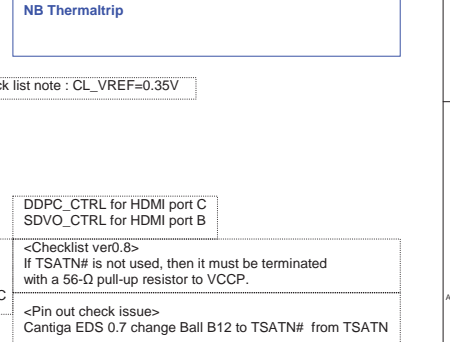 NB Thermaltrip
ck list note : CL_VREF=0.35V
DDPC_CTRL for HDMI port C
SDVO_CTRL for HDMI port B
<Checklist ver0.8>
If TSATN# is not used, then it must be terminated
with a 56-Ω pull-up resistor to VCCP.
C
<Pin out check issue>
Cantiga EDS 0.7 change Ball B12 to TSATN# from TSATN
A